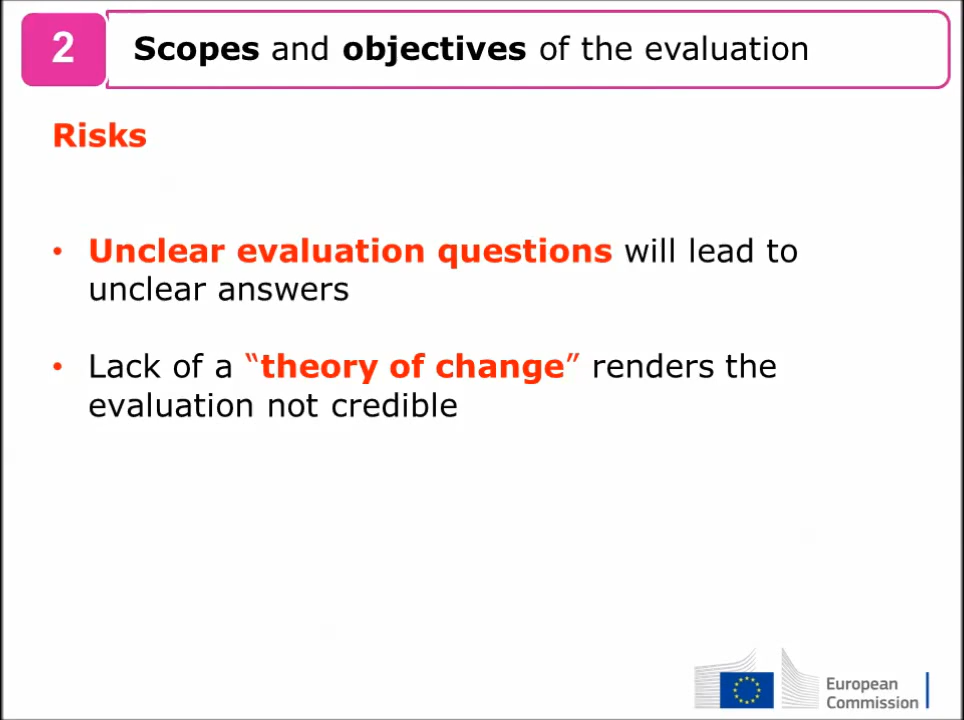 2
Scopes and objectives of the evaluation
Risks
• Unclear evaluation questions will lead to
unclear answers
• Lack of a “theory of change” renders the
evaluation not credible
European
Commission